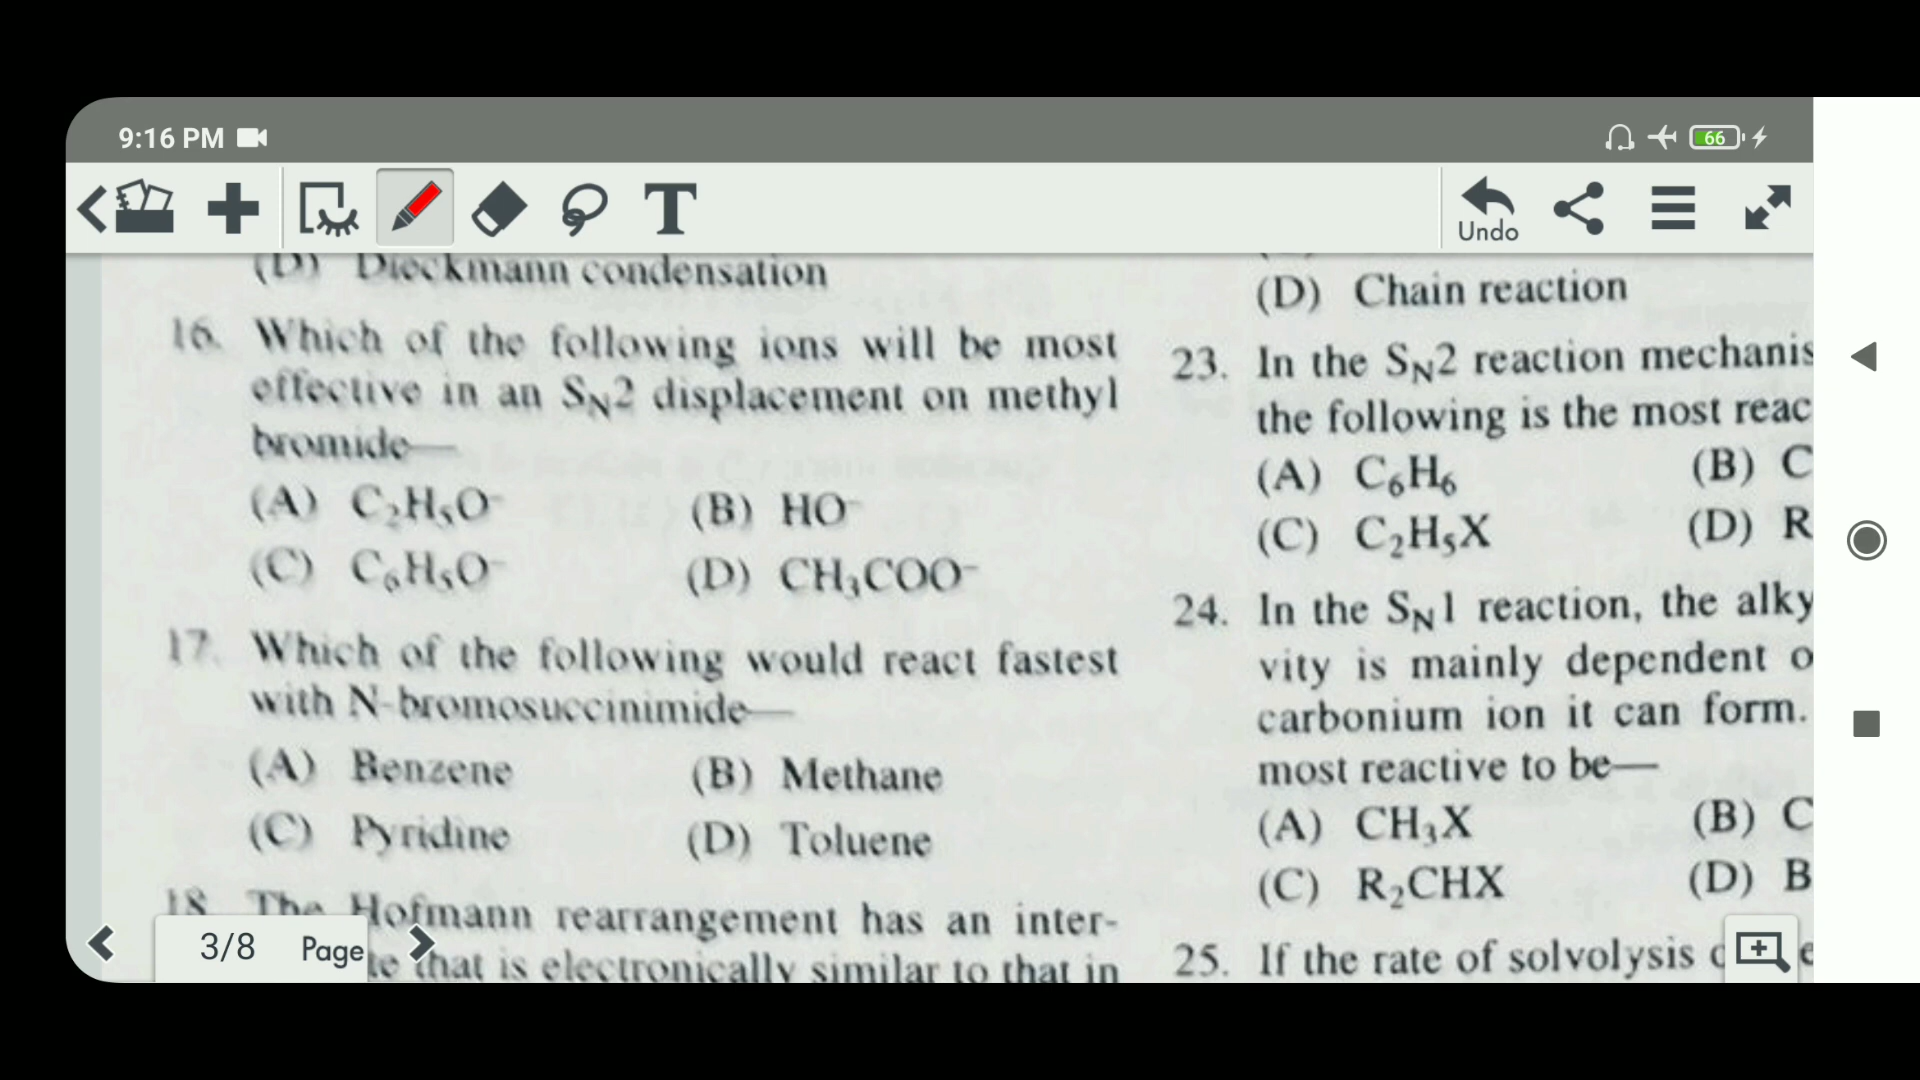 9:16 PM
66
T
Undo
(D) Dieckmann condensation
16. Which of the following ions will be most
effective in an SN2 displacement on methyl
bromide—
(A) C₂H₅O⁻ (B) HO⁻
(C) C₆H₅O⁻ (D) CH₃COO⁻
17. Which of the following would react fastest
with N-bromosuccinimide—
(A) Benzene (B) Methane
(C) Pyridine (D) Toluene
18. The Hofmann rearrangement has an inter-
te that is electronically similar to that in
(D) Chain reaction
23. In the SN2 reaction mechanis
the following is the most reac
(A) C₆H₆ (B) C
(C) C₂H₅X (D) R
24. In the SN1 reaction, the alky
vity is mainly dependent o
carbonium ion it can form.
most reactive to be—
(A) CH₃X (B) C
(C) R₂CHX (D) B
25. If the rate of solvolysis
3/8 Page